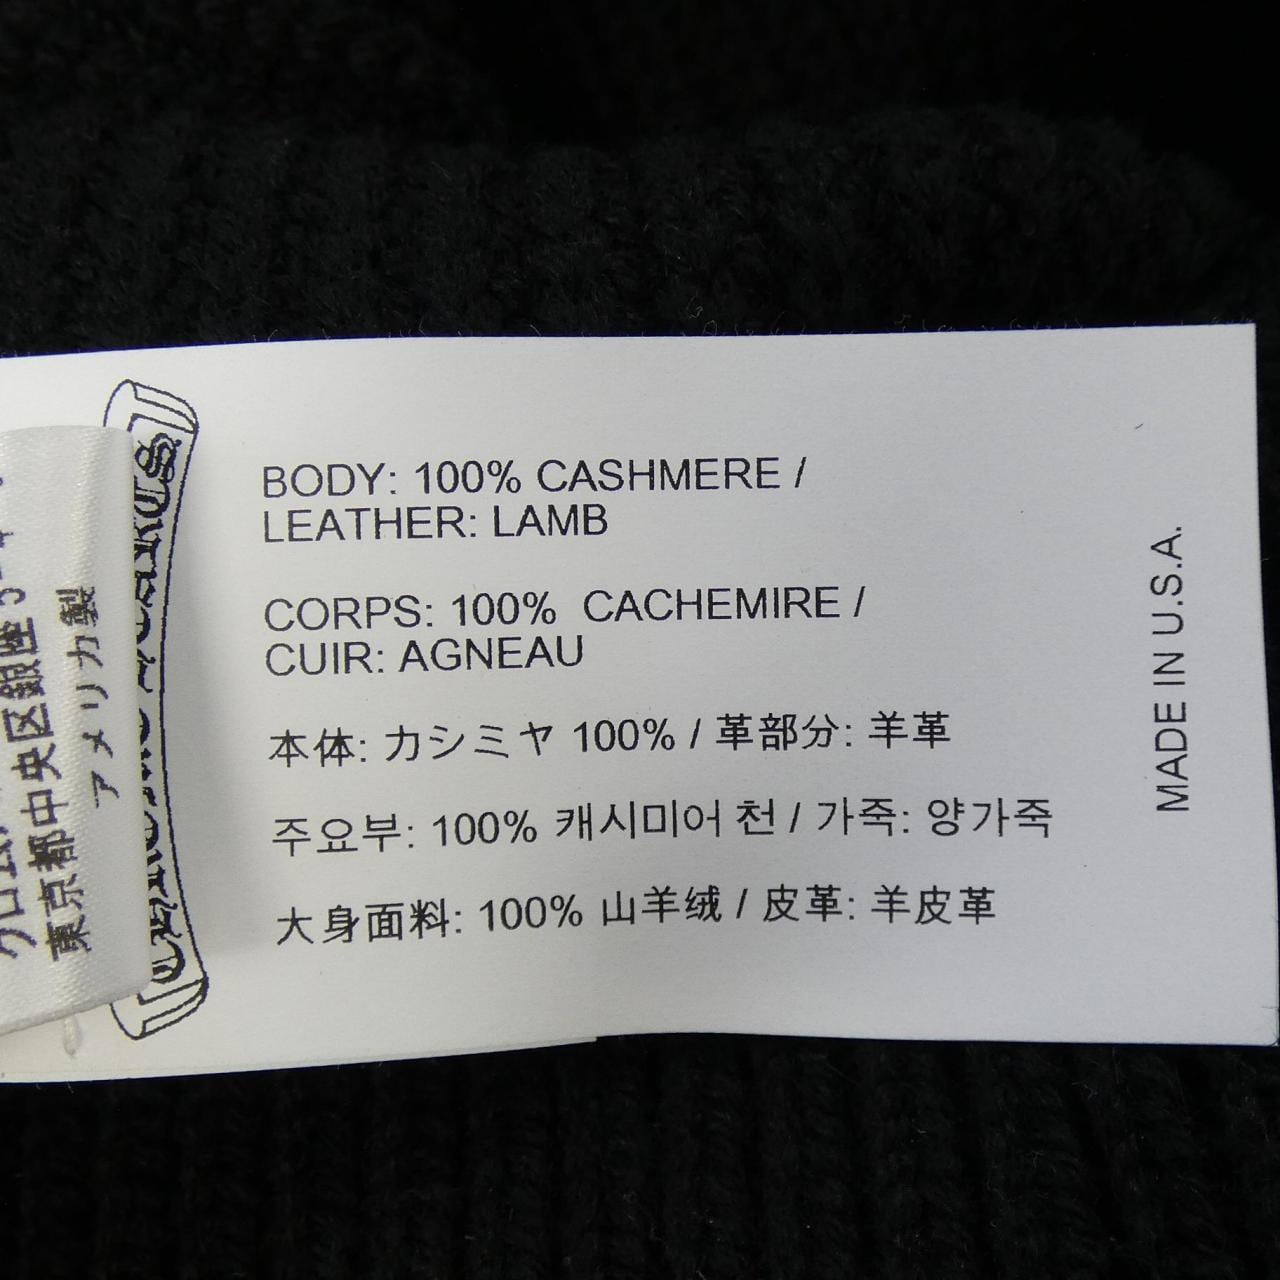 BODY: 100% CASHMERE /
LEATHER: LAMB
CORPS: 100% CACHEMIRE /
CUIR: AGNEAU
本体: カシミヤ 100% / 革部分: 羊革
주요부: 100% 캐시미어 천 / 가죽: 양가죽
大身面料: 100% 山羊绒 / 皮革: 羊皮革
MADE IN U.S.A.
東京都中央区銀座
アメリカ製